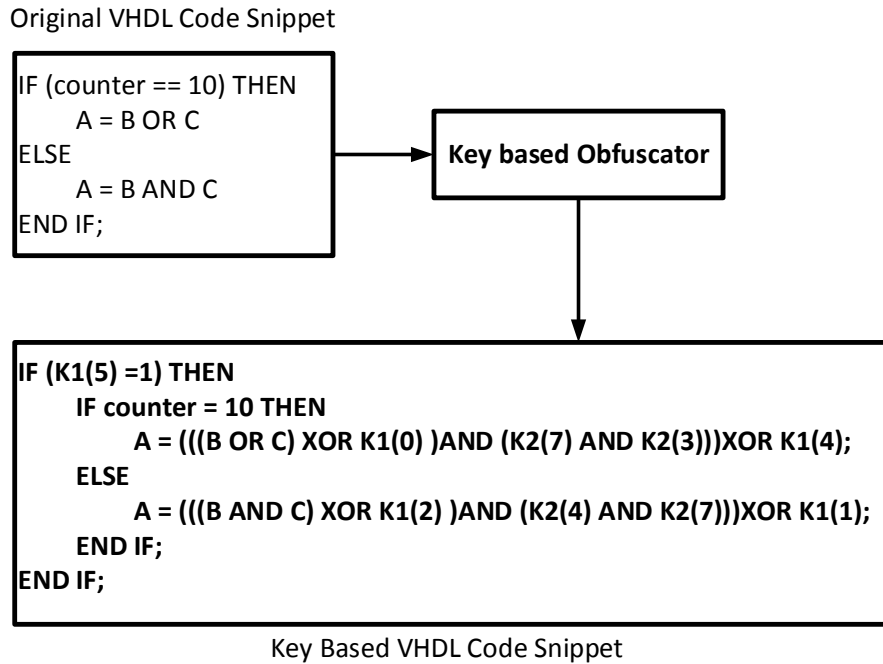 Original VHDL Code Snippet
IF (counter == 10) THEN
A = B OR C
ELSE
A = B AND C
END IF;
Key based Obfuscator
IF (K1(5) =1) THEN
IF counter = 10 THEN
A = (((B OR C) XOR K1(0) )AND (K2(7) AND K2(3)))XOR K1(4);
ELSE
A = (((B AND C) XOR K1(2) )AND (K2(4) AND K2(7)))XOR K1(1);
END IF;
END IF;
Key Based VHDL Code Snippet